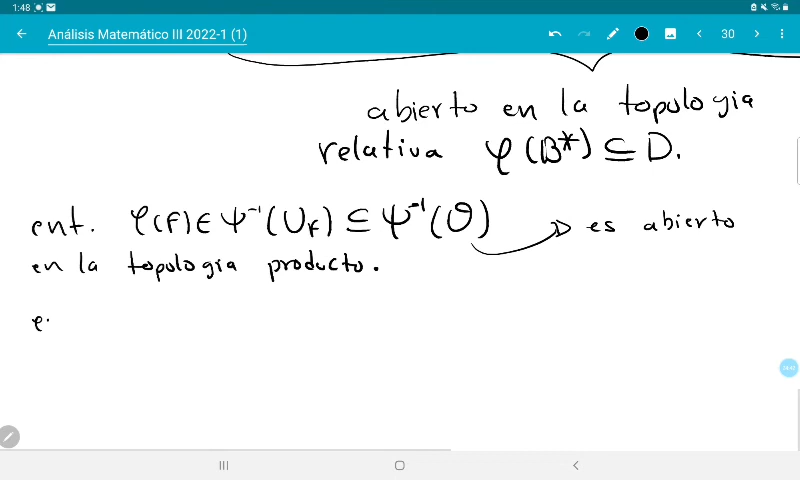 1:48
Análisis Matemático III 2022-1 (1)
30
abierto en la topología
relativa φ(B*) ⊆ D.
ent. φ(F) ∈ Ψ⁻¹(U_F) ⊆ Ψ⁻¹(O) → es abierto
en la topología producto.
e.